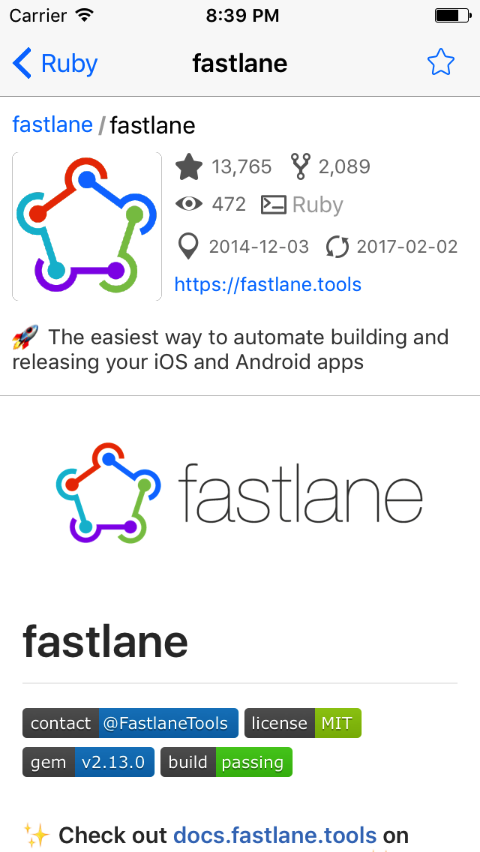 Carrier 8:39 PM
Ruby fastlane
fastlane / fastlane
13,765 2,089
472 Ruby
2014-12-03 2017-02-02
https://fastlane.tools
🚀 The easiest way to automate building and
releasing your iOS and Android apps
fastlane
fastlane
contact @FastlaneTools license MIT
gem v2.13.0 build passing
✨ Check out docs.fastlane.tools on